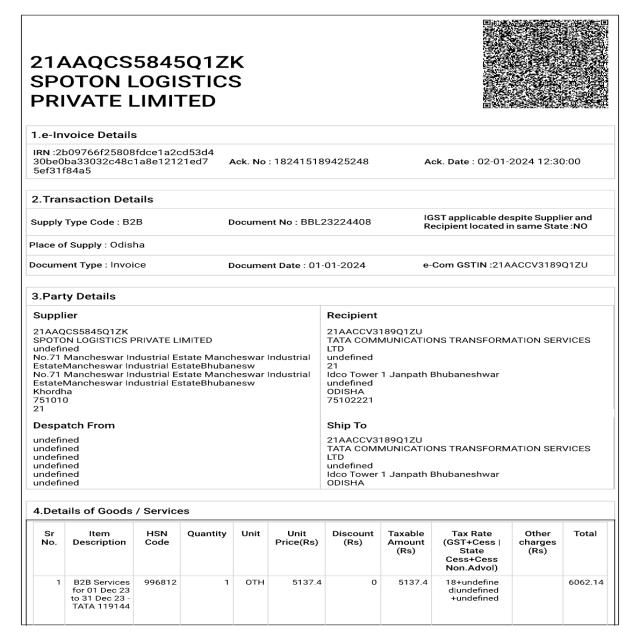 21AAQCS5845Q1ZK
SPOTON LOGISTICS
PRIVATE LIMITED
1.e-Invoice Details
IRN :2b09766f25808fdce1a2cd53d4
30be0ba33032c48c1a8e12121ed7
5ef31f84a5
Ack. No : 182415189425248
Ack. Date : 02-01-2024 12:30:00
2.Transaction Details
Supply Type Code : B2B
Document No : BBL23224408
IGST applicable despite Supplier and
Recipient located in same State :NO
Place of Supply : Odisha
Document Type : Invoice
Document Date : 01-01-2024
e-Com GSTIN :21AACCV3189Q1ZU
3.Party Details
Supplier
21AAQCS5845Q1ZK
SPOTON LOGISTICS PRIVATE LIMITED
undefined
No.71 Mancheswar Industrial Estate Mancheswar Industrial
EstateMancheswar Industrial EstateBhubanesw
No.71 Mancheswar Industrial Estate Mancheswar Industrial
EstateMancheswar Industrial EstateBhubanesw
Khordha
751010
21
Recipient
21AACCV3189Q1ZU
TATA COMMUNICATIONS TRANSFORMATION SERVICES
LTD
undefined
21
Idco Tower 1 Janpath Bhubaneshwar
undefined
ODISHA
75102221
Despatch From
undefined
undefined
undefined
undefined
undefined
undefined
Ship To
21AACCV3189Q1ZU
TATA COMMUNICATIONS TRANSFORMATION SERVICES
LTD
undefined
Idco Tower 1 Janpath Bhubaneshwar
ODISHA
4.Details of Goods / Services
Sr
No.
Item
Description
HSN
Code
Quantity
Unit
Unit
Price(Rs)
Discount
(Rs)
Taxable
Amount
(Rs)
Tax Rate
(GST+Cess |
State
Cess+Cess
Non.Advol)
Other
charges
(Rs)
Total
1
B2B Services
for 01 Dec 23
to 31 Dec 23 -
TATA 119144
996812
1
OTH
5137.4
0
5137.4
18+undefine
d|undefined
+undefined
6062.14